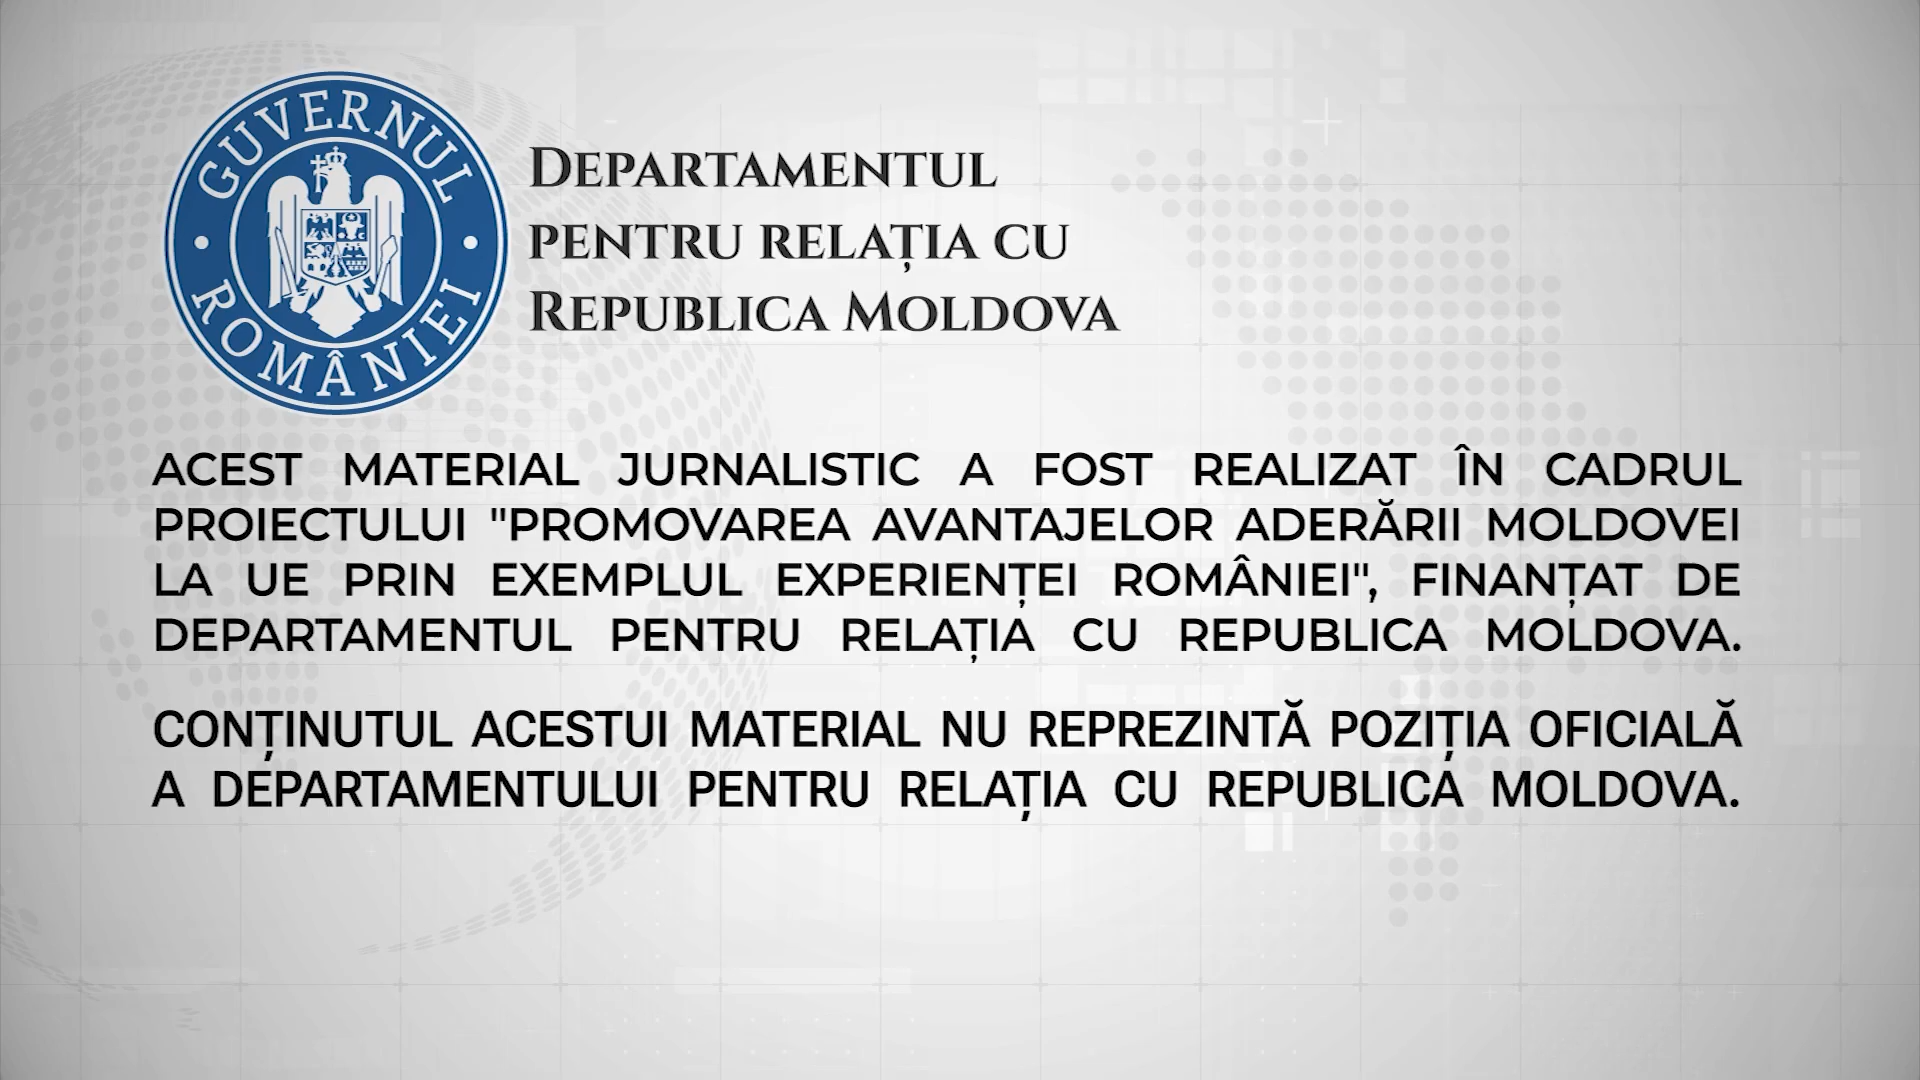 GUVERNUL ROMÂNIEI
DEPARTAMENTUL
PENTRU RELAȚIA CU
REPUBLICA MOLDOVA
ACEST MATERIAL JURNALISTIC A FOST REALIZAT ÎN CADRUL
PROIECTULUI "PROMOVAREA AVANTAJELOR ADERĂRII MOLDOVEI
LA UE PRIN EXEMPLUL EXPERIENȚEI ROMÂNIEI", FINANȚAT DE
DEPARTAMENTUL PENTRU RELAȚIA CU REPUBLICA MOLDOVA.
CONȚINUTUL ACESTUI MATERIAL NU REPREZINTĂ POZIȚIA OFICIALĂ
A DEPARTAMENTULUI PENTRU RELAȚIA CU REPUBLICA MOLDOVA.